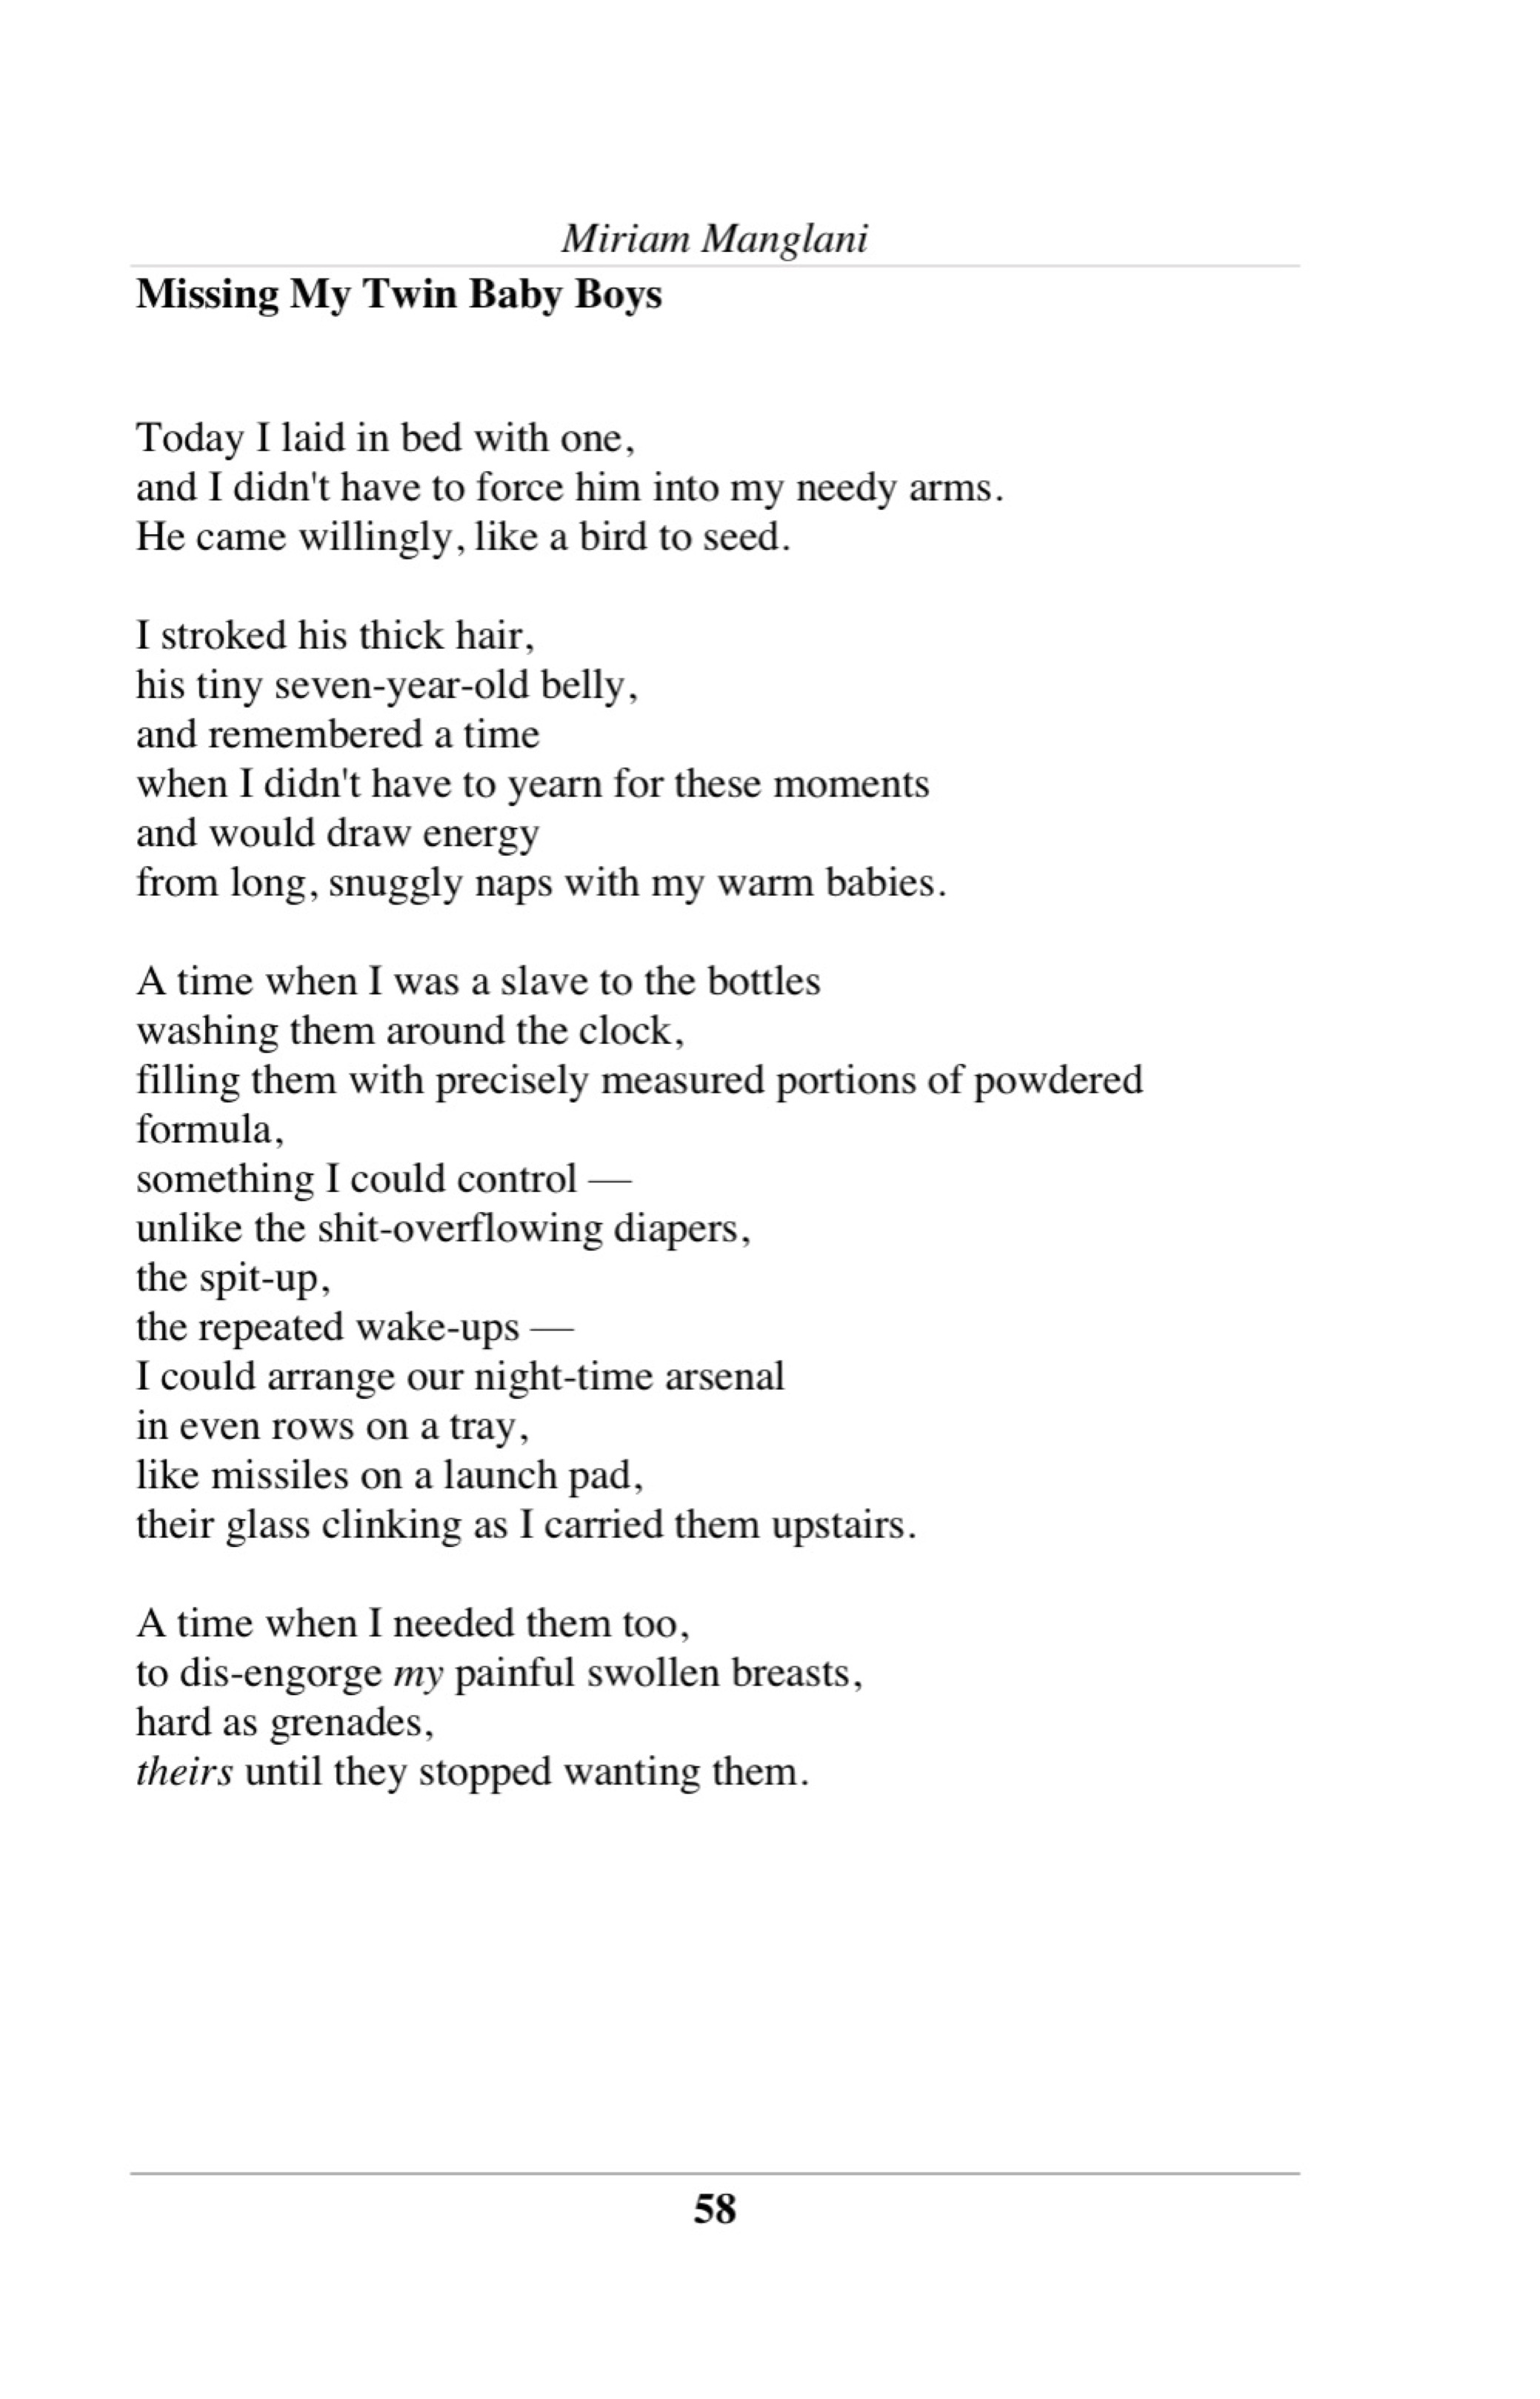 Miriam Manglani
Missing My Twin Baby Boys
Today I laid in bed with one,
and I didn't have to force him into my needy arms.
He came willingly, like a bird to seed.
I stroked his thick hair,
his tiny seven-year-old belly,
and remembered a time
when I didn't have to yearn for these moments
and would draw energy
from long, snuggly naps with my warm babies.
A time when I was a slave to the bottles
washing them around the clock,
filling them with precisely measured portions of powdered
formula,
something I could control —
unlike the shit-overflowing diapers,
the spit-up,
the repeated wake-ups —
I could arrange our night-time arsenal
in even rows on a tray,
like missiles on a launch pad,
their glass clinking as I carried them upstairs.
A time when I needed them too,
to dis-engorge my painful swollen breasts,
hard as grenades,
theirs until they stopped wanting them.
58